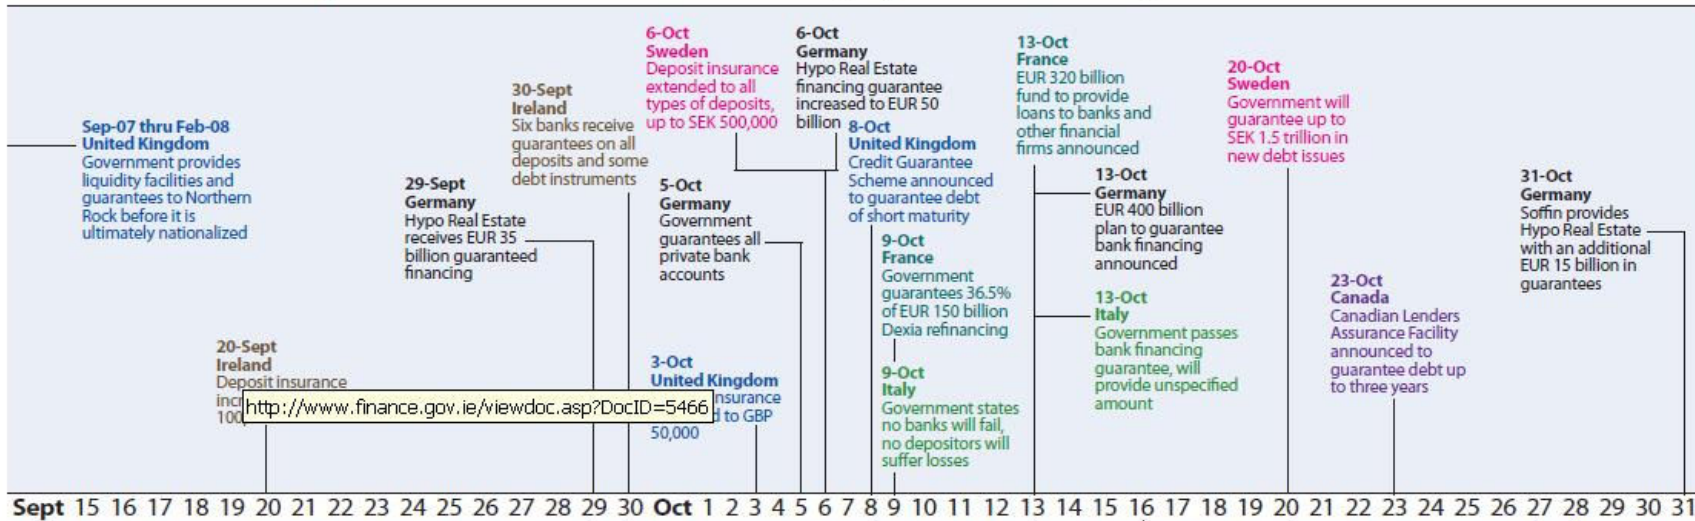 Sep-07 thru Feb-08
United Kingdom
Government provides
liquidity facilities and
guarantees to Northern
Rock before it is
ultimately nationalized
20-Sept
Ireland
Deposit insurance
http://www.finance.gov.ie/viewdoc.asp?DocID=5466
29-Sept
Germany
Hypo Real Estate
receives EUR 35
billion guaranteed
financing
30-Sept
Ireland
Six banks receive
guarantees on all
deposits and some
debt instruments
3-Oct
United Kingdom
insurance
to GBP
50,000
5-Oct
Germany
Government
guarantees all
private bank
accounts
6-Oct
Sweden
Deposit insurance
extended to all
types of deposits,
up to SEK 500,000
6-Oct
Germany
Hypo Real Estate
financing guarantee
increased to EUR 50
billion
8-Oct
United Kingdom
Credit Guarantee
Scheme announced
to guarantee debt
of short maturity
9-Oct
France
Government
guarantees 36.5%
of EUR 150 billion
Dexia refinancing
9-Oct
Italy
Government states
no banks will fail,
no depositors will
suffer losses
13-Oct
France
EUR 320 billion
fund to provide
loans to banks and
other financial
firms announced
13-Oct
Germany
EUR 400 billion
plan to guarantee
bank financing
announced
13-Oct
Italy
Government passes
bank financing
guarantee, will
provide unspecified
amount
20-Oct
Sweden
Government will
guarantee up to
SEK 1.5 trillion in
new debt issues
23-Oct
Canada
Canadian Lenders
Assurance Facility
announced to
guarantee debt up
to three years
31-Oct
Germany
Soffin provides
Hypo Real Estate
with an additional
EUR 15 billion in
guarantees
Sept 15 16 17 18 19 20 21 22 23 24 25 26 27 28 29 30 Oct 1 2 3 4 5 6 7 8 9 10 11 12 13 14 15 16 17 18 19 20 21 22 23 24 25 26 27 28 29 30 31